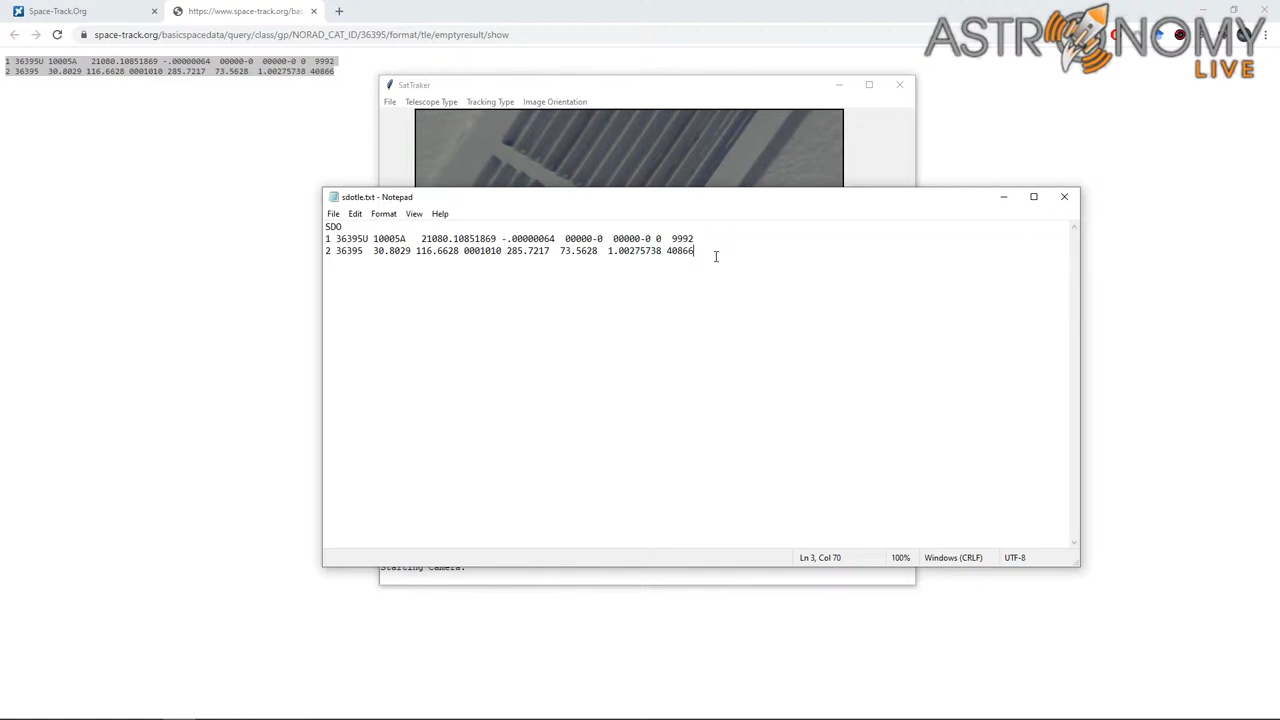 Space-Track.Org
https://www.space-track.org/bas
space-track.org/basicspacedata/query/class/gp/NORAD_CAT_ID/36395/format/tle/emptyresult/show
ASTRONOMY
LIVE
1 36395U 10005A   21080.10851869 -.00000064  00000-0  00000-0 0  9992
2 36395  30.8029 116.6628 0001010 285.7217  73.5628  1.00275738 40866
SatTraker
File Telescope Type Tracking Type Image Orientation
sdotle.txt - Notepad
File Edit Format View Help
SDO
1 36395U 10005A   21080.10851869 -.00000064  00000-0  00000-0 0  9992
2 36395  30.8029 116.6628 0001010 285.7217  73.5628  1.00275738 40866
Ln 3, Col 70 100% Windows (CRLF) UTF-8
Starting Camera.